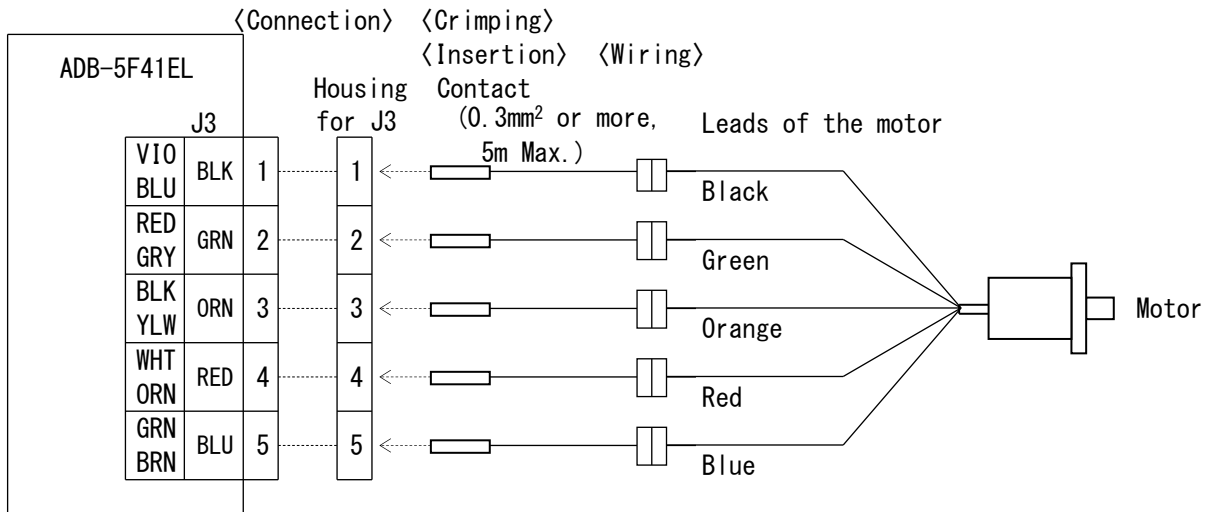 〈Connection〉 〈Crimping〉
〈Insertion〉 〈Wiring〉
ADB-5F41EL
Housing Contact
J3 for J3 (0.3mm² or more, Leads of the motor
5m Max.)
VIO
BLU BLK 1 1
Black
RED
GRY GRN 2 2
Green
BLK
YLW ORN 3 3
Orange
Motor
WHT
ORN RED 4 4
Red
GRN
BRN BLU 5 5
Blue